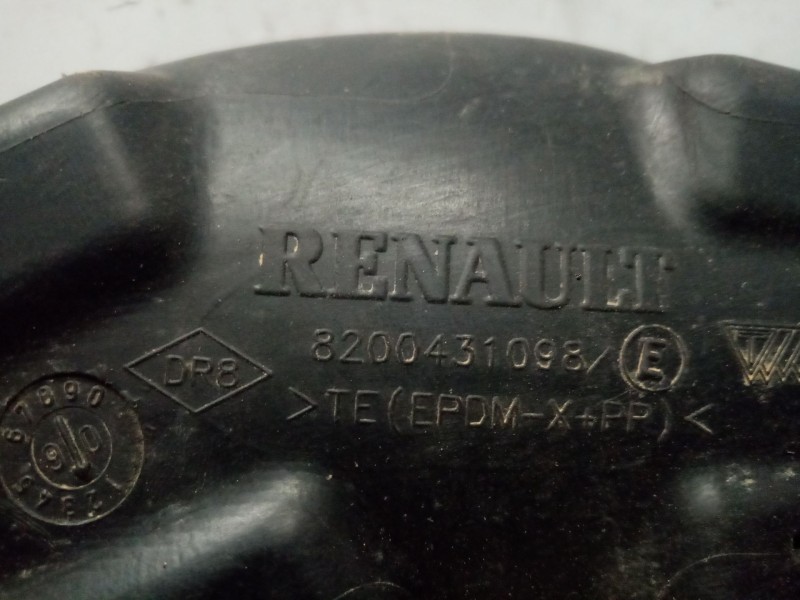 RENAULT
8200431098/ E
DR8
>TE(EPDM-X+PP)<